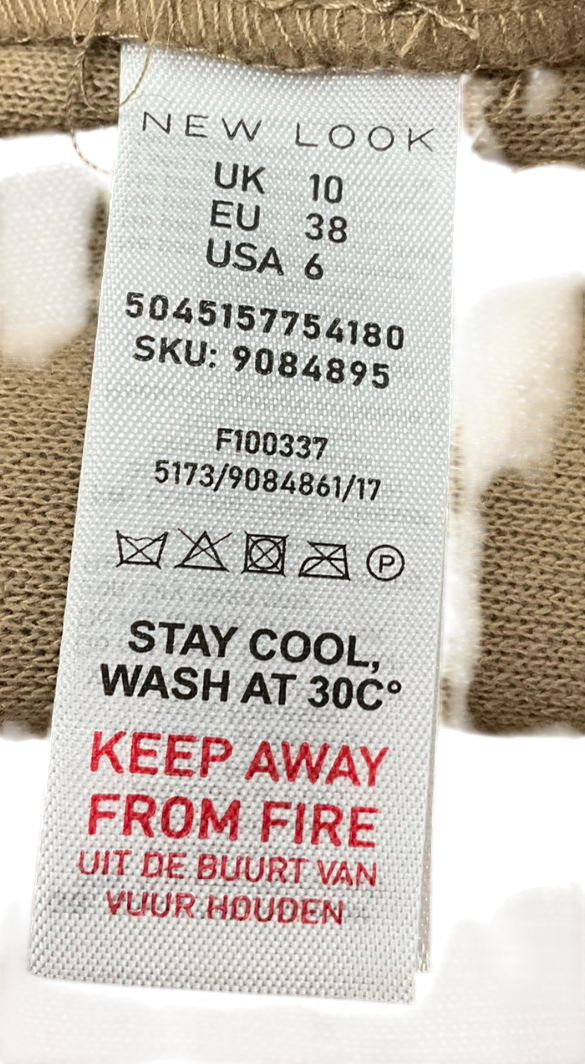 NEW LOOK
UK 10
EU 38
USA 6
5045157754180
SKU: 9084895
F100337
5173/9084861/17
P
STAY COOL,
WASH AT 30C°
KEEP AWAY
FROM FIRE
UIT DE BUURT VAN
VUUR HOUDEN